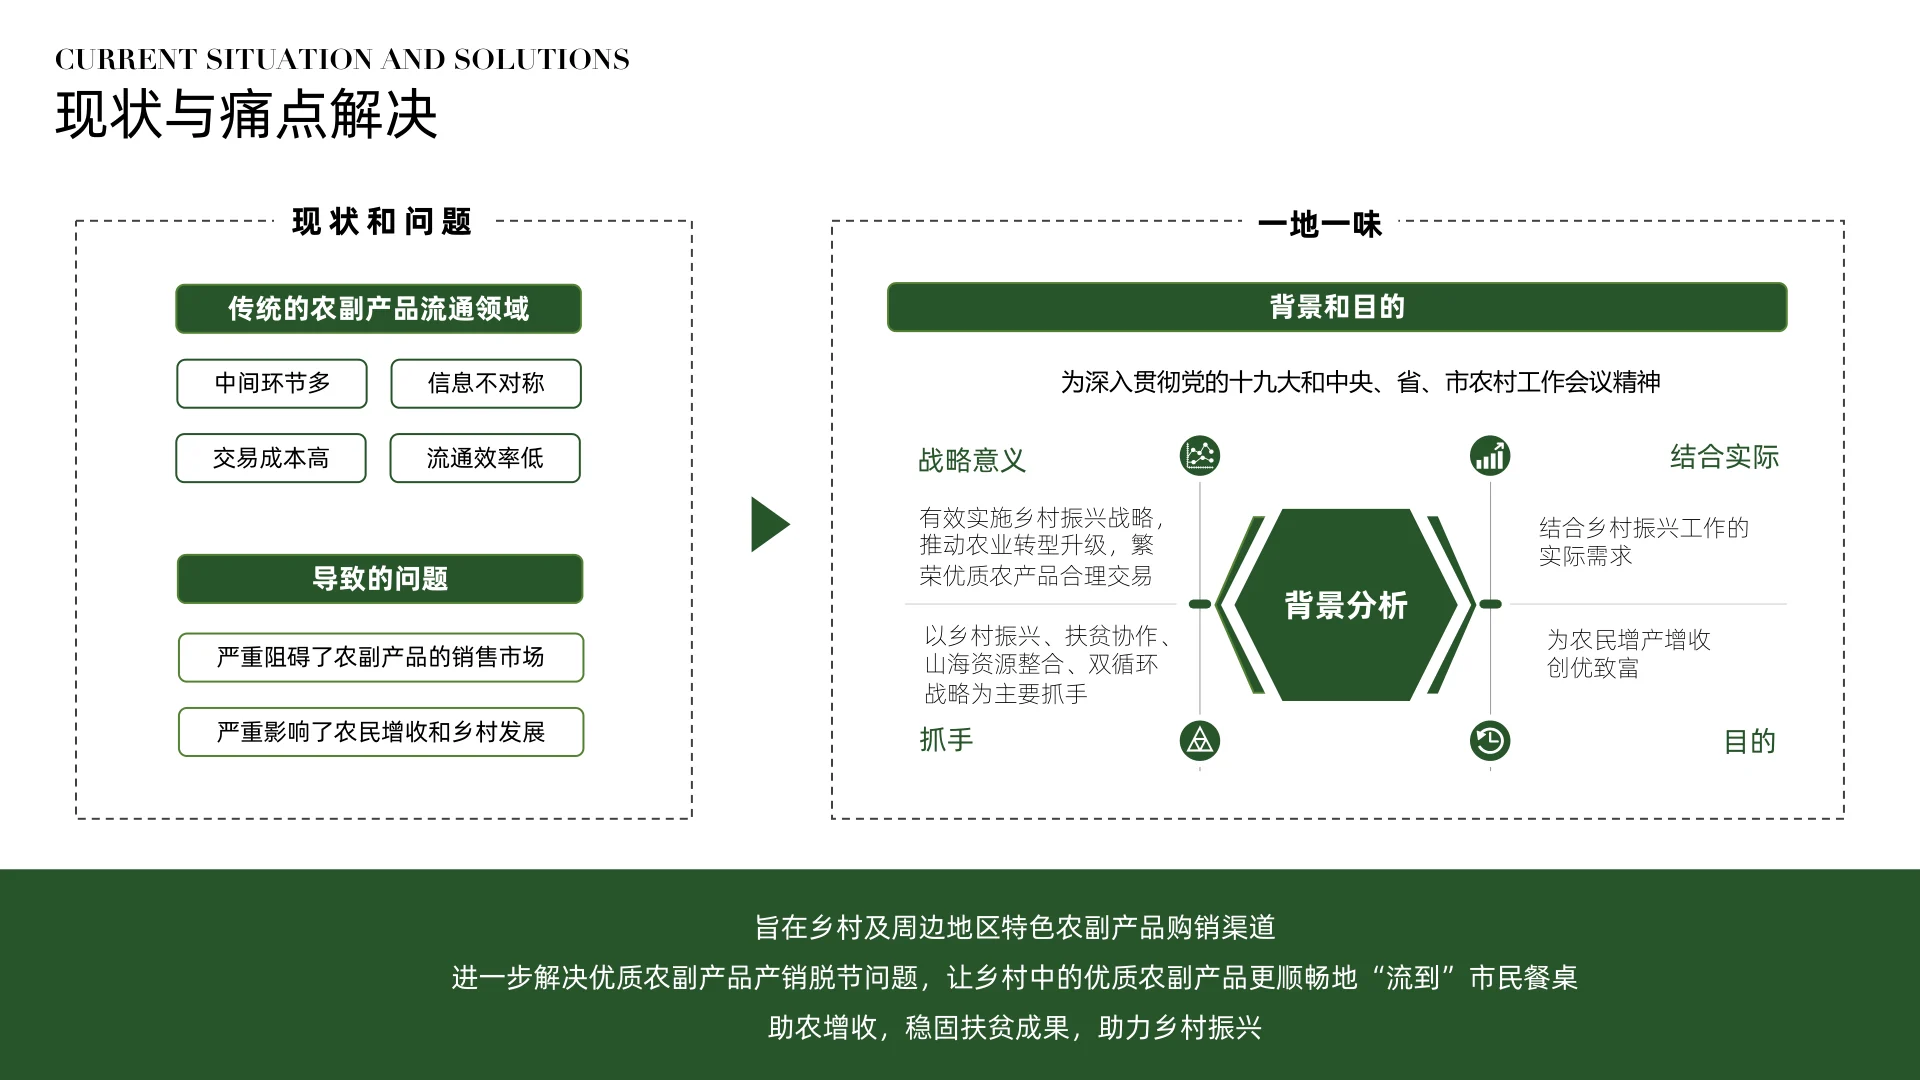 CURRENT SITUATION AND SOLUTIONS
现状与痛点解决
现状和问题
传统的农副产品流通领域
中间环节多
信息不对称
交易成本高
流通效率低
导致的问题
严重阻碍了农副产品的销售市场
严重影响了农民增收和乡村发展
一地一味
背景和目的
为深入贯彻党的十九大和中央、省、市农村工作会议精神
战略意义
有效实施乡村振兴战略，
推动农业转型升级，繁
荣优质农产品合理交易
以乡村振兴、扶贫协作、
山海资源整合、双循环
战略为主要抓手
抓手
背景分析
结合实际
结合乡村振兴工作的
实际需求
为农民增产增收
创优致富
目的
旨在乡村及周边地区特色农副产品购销渠道
进一步解决优质农副产品产销脱节问题，让乡村中的优质农副产品更顺畅地“流到”市民餐桌
助农增收，稳固扶贫成果，助力乡村振兴